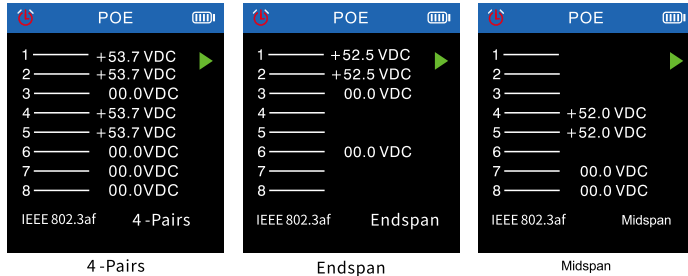 POE
1 +53.7 VDC
2 +53.7 VDC
3 00.0VDC
4 +53.7 VDC
5 +53.7 VDC
6 00.0VDC
7 00.0VDC
8 00.0VDC
IEEE 802.3af 4-Pairs
4-Pairs
POE
1 +52.5 VDC
2 +52.5 VDC
3 00.0 VDC
4
5
6 00.0 VDC
7
8
IEEE 802.3af Endspan
Endspan
POE
1
2
3
4 +52.0 VDC
5 +52.0 VDC
6
7 00.0 VDC
8 00.0 VDC
IEEE 802.3af Midspan
Midspan